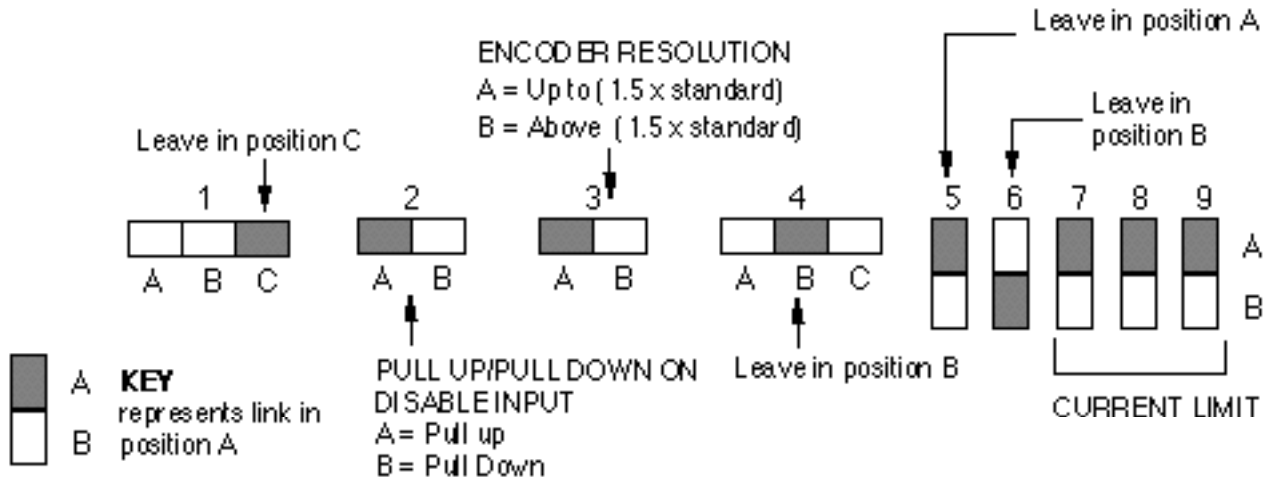 Leave in position A
ENCODER RESOLUTION
A = Up to ( 1.5 x standard)
B = Above ( 1.5 x standard)
Leave in
position B
Leave in position C
1 2 3 4 5 6 7 8 9
A
B
A B C A B A B A B C
A
B
KEY
represents link in
position A
PULL UP/PULL DOWN ON
DISABLE INPUT
A = Pull up
B = Pull Down
Leave in position B
CURRENT LIMIT